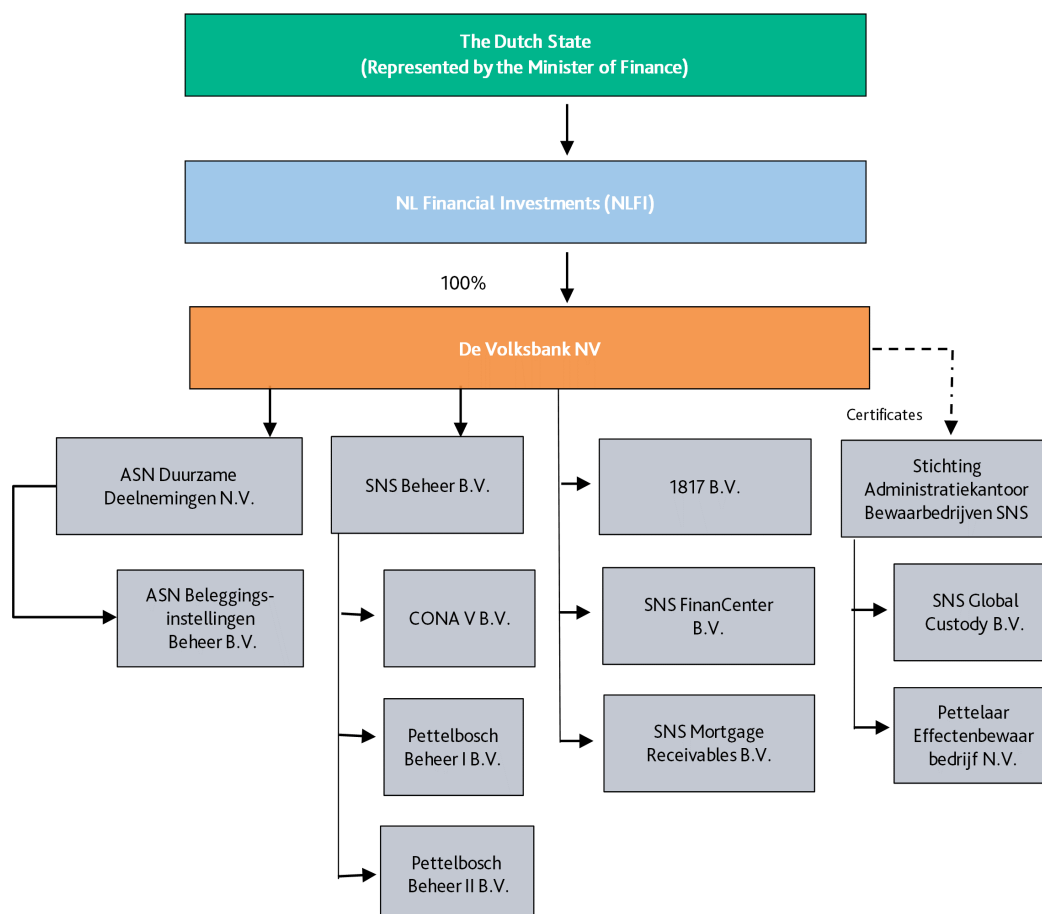 The Dutch State
(Represented by the Minister of Finance)
NL Financial Investments (NLFI)
100%
De Volksbank NV
Certificates
ASN Duurzame
Deelnemingen N.V.
SNS Beheer B.V.
1817 B.V.
Stichting
Administratiekantoor
Bewaarbedrijven SNS
ASN Beleggings-
instellingen
Beheer B.V.
CONA V B.V.
SNS FinanCenter
B.V.
SNS Global
Custody B.V.
Pettelbosch
Beheer I B.V.
SNS Mortgage
Receivables B.V.
Pettelaar
Effectenbewaar
bedrijf N.V.
Pettelbosch
Beheer II B.V.